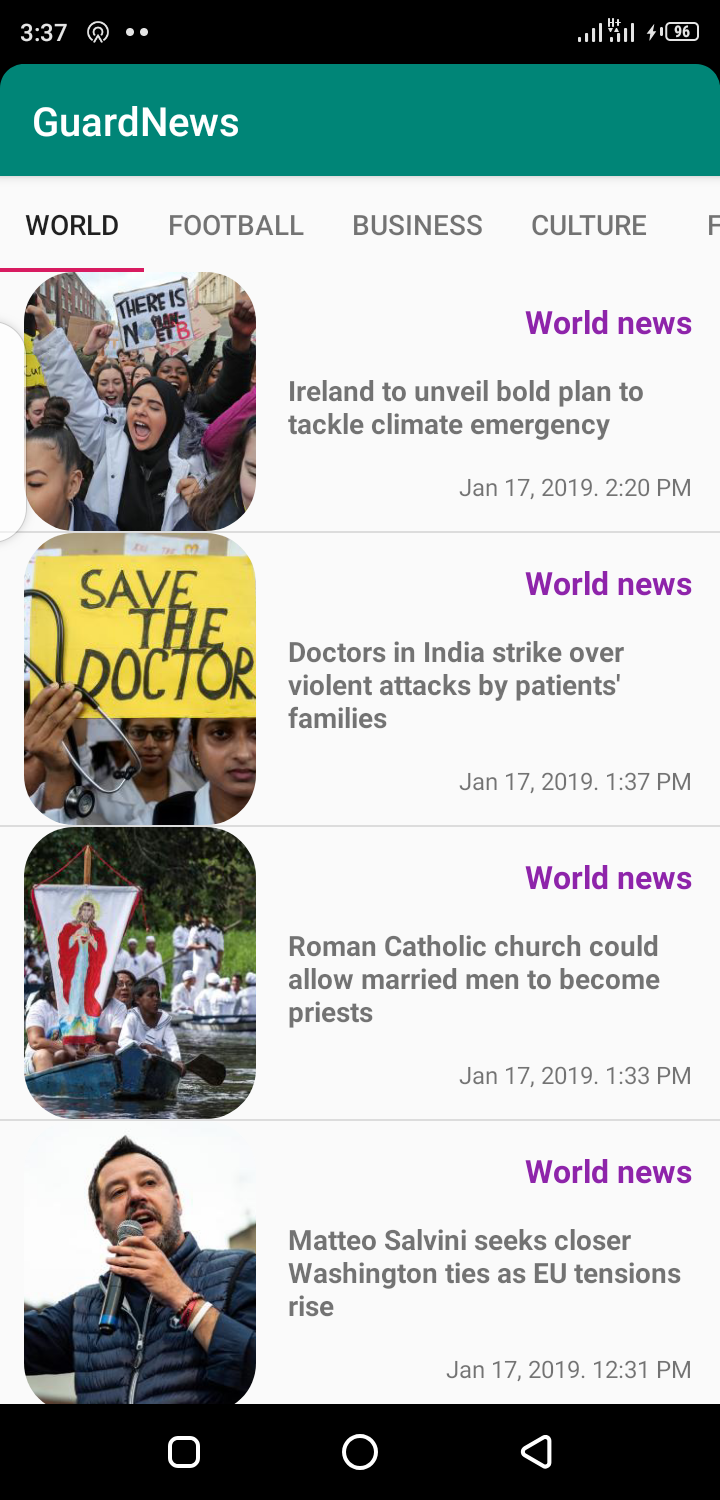 3:37
H+
96
GuardNews
WORLD FOOTBALL BUSINESS CULTURE F
THERE IS
NO PLAN-
ET B
World news
Ireland to unveil bold plan to
tackle climate emergency
Jan 17, 2019. 2:20 PM
SAVE
THE
DOCTOR
World news
Doctors in India strike over
violent attacks by patients'
families
Jan 17, 2019. 1:37 PM
World news
Roman Catholic church could
allow married men to become
priests
Jan 17, 2019. 1:33 PM
World news
Matteo Salvini seeks closer
Washington ties as EU tensions
rise
Jan 17, 2019. 12:31 PM